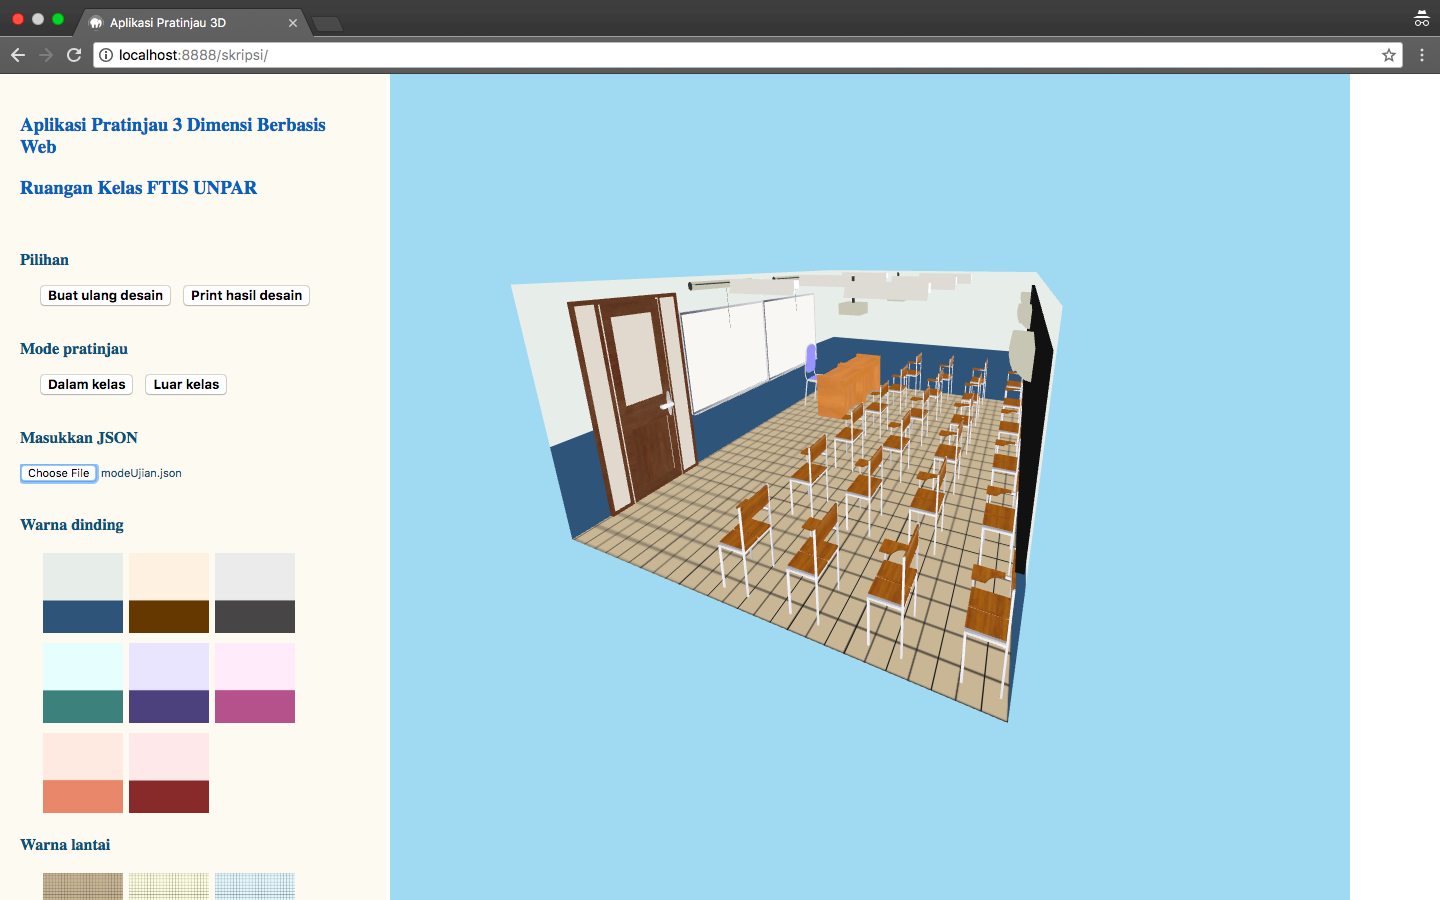 Aplikasi Pratinjau 3D
localhost:8888/skripsi/
Aplikasi Pratinjau 3 Dimensi Berbasis
Web
Ruangan Kelas FTIS UNPAR
Pilihan
Buat ulang desain Print hasil desain
Mode pratinjau
Dalam kelas Luar kelas
Masukkan JSON
Choose File modeUjian.json
Warna dinding
Warna lantai